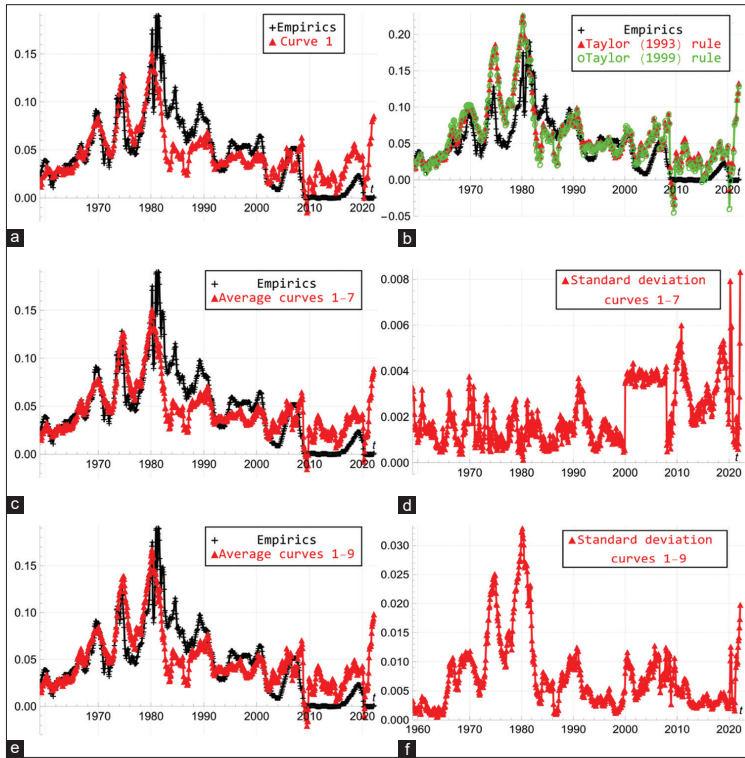 0.15
0.10
0.05
0.00
+Empirics
▲Curve 1
1970 1980 1990 2000 2010 2020
t
a
0.20
0.15
0.10
0.05
0.00
−0.05
+ Empirics
▲Taylor (1993) rule
oTaylor (1999) rule
1970 1980 1990 2000 2010 2020
t
b
0.15
0.10
0.05
0.00
+ Empirics
▲Average curves 1–7
1970 1980 1990 2000 2010 2020
t
c
0.008
0.006
0.004
0.002
0.000
▲Standard deviation
curves 1–7
1970 1980 1990 2000 2010 2020
t
d
0.15
0.10
0.05
0.00
+ Empirics
▲Average curves 1–9
1970 1980 1990 2000 2010 2020
t
e
0.030
0.025
0.020
0.015
0.010
0.005
0.000
▲Standard deviation
curves 1–9
1959 1970 1980 1990 2000 2010 2020
t
f